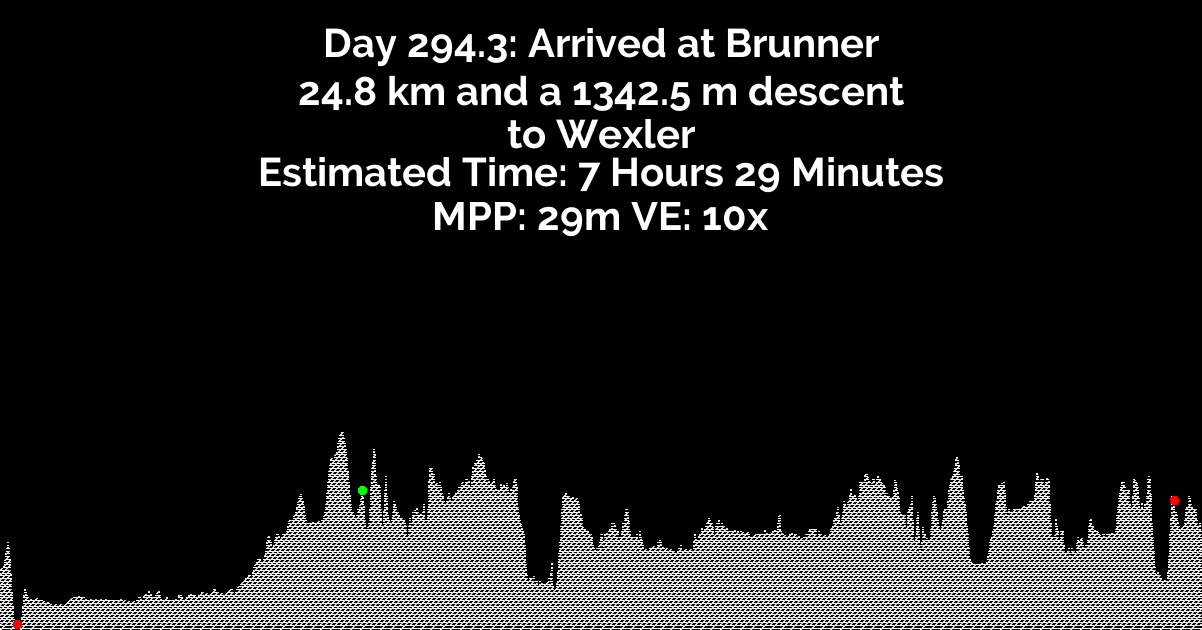 Day 294.3: Arrived at Brunner
24.8 km and a 1342.5 m descent
to Wexler
Estimated Time: 7 Hours 29 Minutes
MPP: 29m VE: 10x